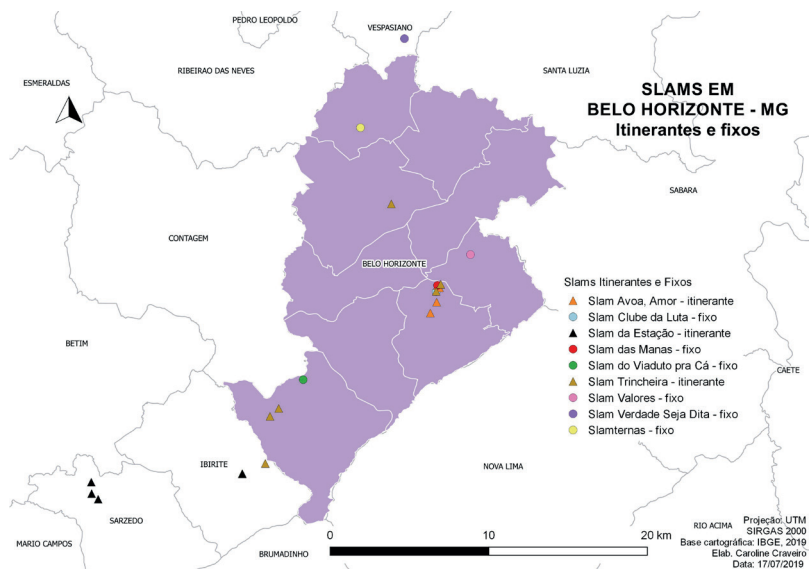 PEDRO LEOPOLDO
VESPASIANO
RIBEIRAO DAS NEVES
SANTA LUZIA
ESMERALDAS
SLAMS EM
BELO HORIZONTE - MG
Itinerantes e fixos
SABARA
CONTAGEM
BELO HORIZONTE
Slams Itinerantes e Fixos
Slam Avoa, Amor - itinerante
Slam Clube da Luta - fixo
Slam da Estação - itinerante
Slam das Manas - fixo
Slam do Viaduto pra Cá - fixo
Slam Trincheira - itinerante
Slam Valores - fixo
Slam Verdade Seja Dita - fixo
Slamternas - fixo
BETIM
CAETE
IBIRITE
NOVA LIMA
SARZEDO
MARIO CAMPOS
BRUMADINHO
RIO ACIMA
0 10 20 km
Projeção: UTM
SIRGAS 2000
Base cartográfica: IBGE, 2019
Elab. Caroline Craveiro
Data: 17/07/2019